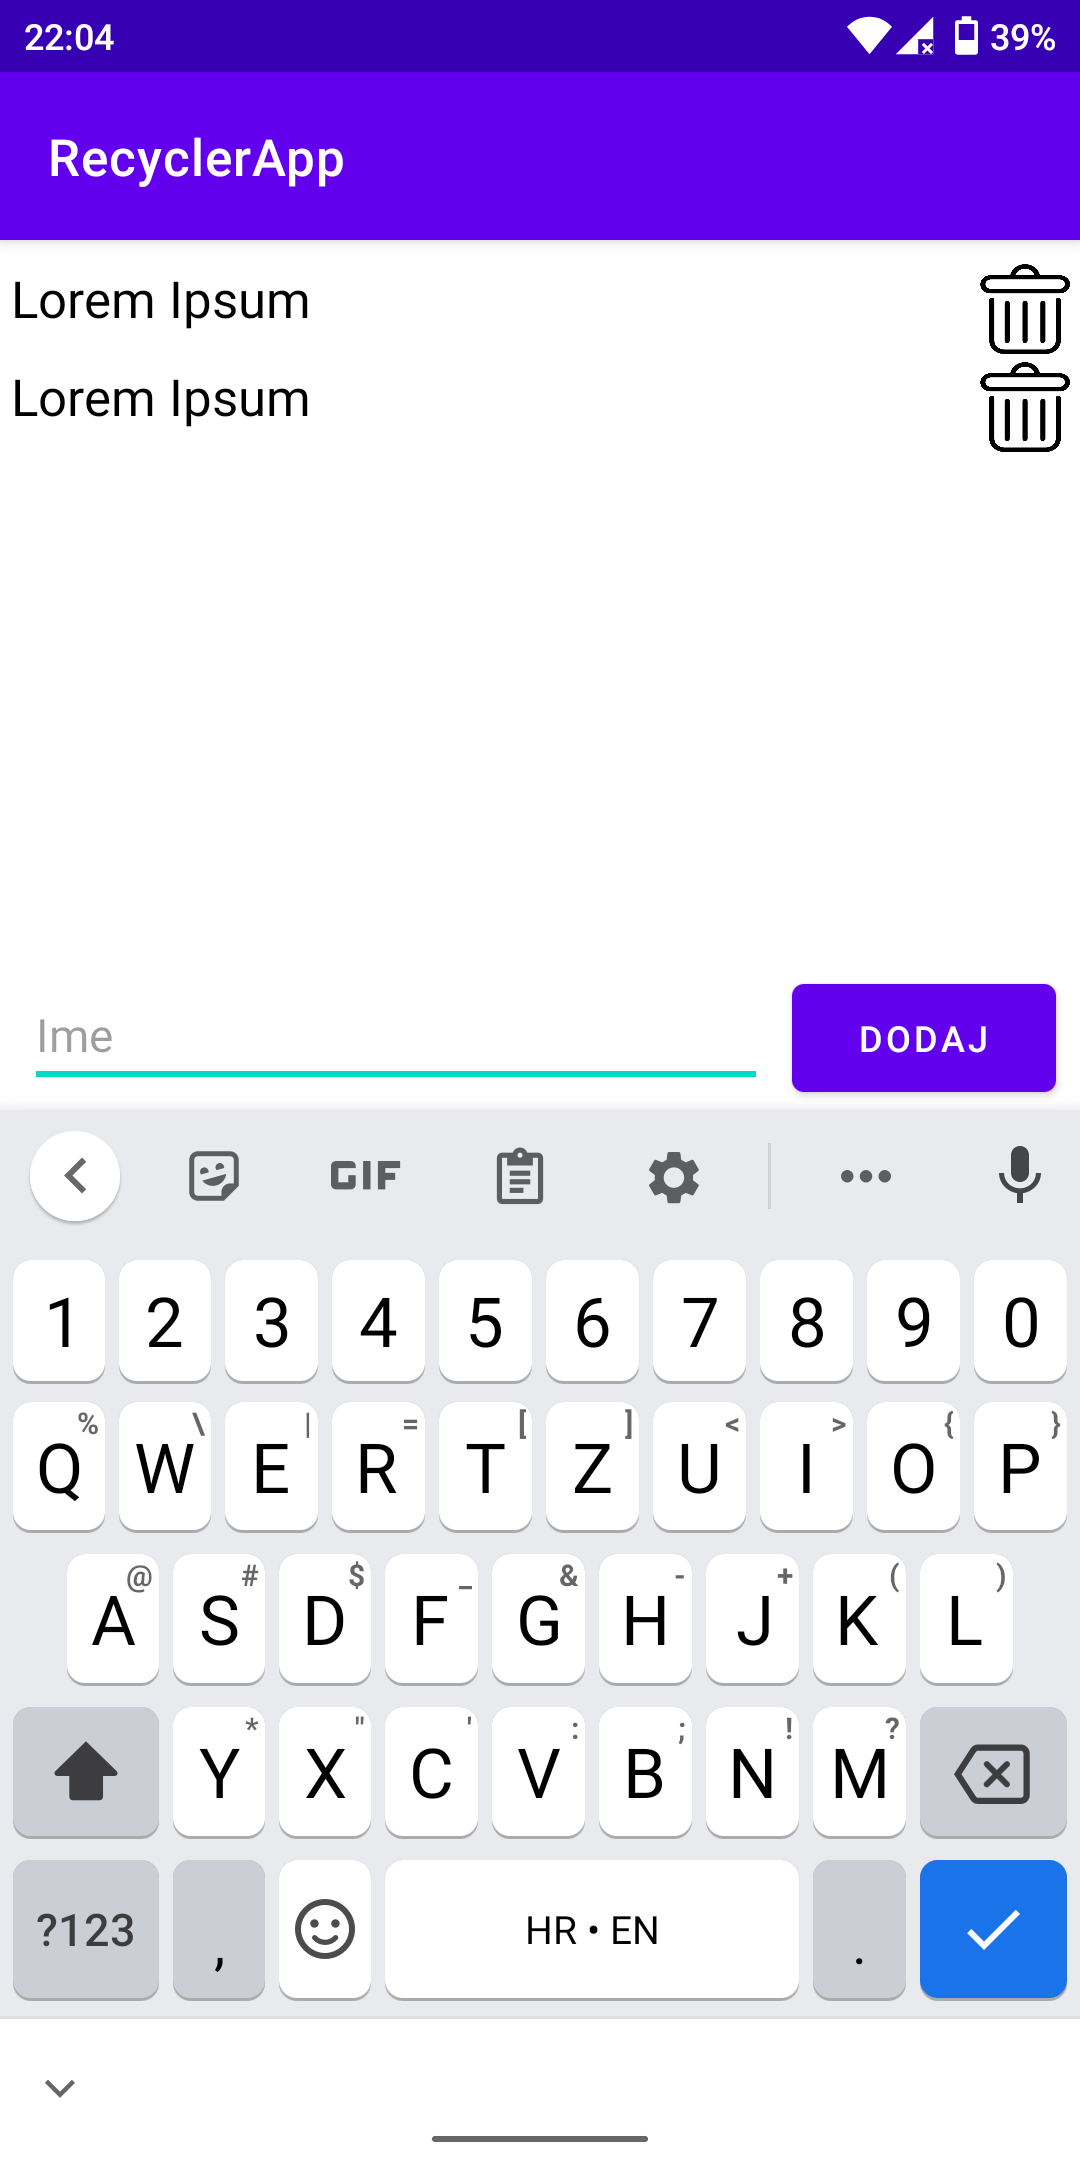 22:04 39%
RecyclerApp
Lorem Ipsum
Lorem Ipsum
Ime DODAJ
GIF
1 2 3 4 5 6 7 8 9 0
% \ | = [ ] < > { }
Q W E R T Z U I O P
@ # $ _ & - + ( )
A S D F G H J K L
* " ' : ; ! ?
Y X C V B N M
?123 , HR • EN .